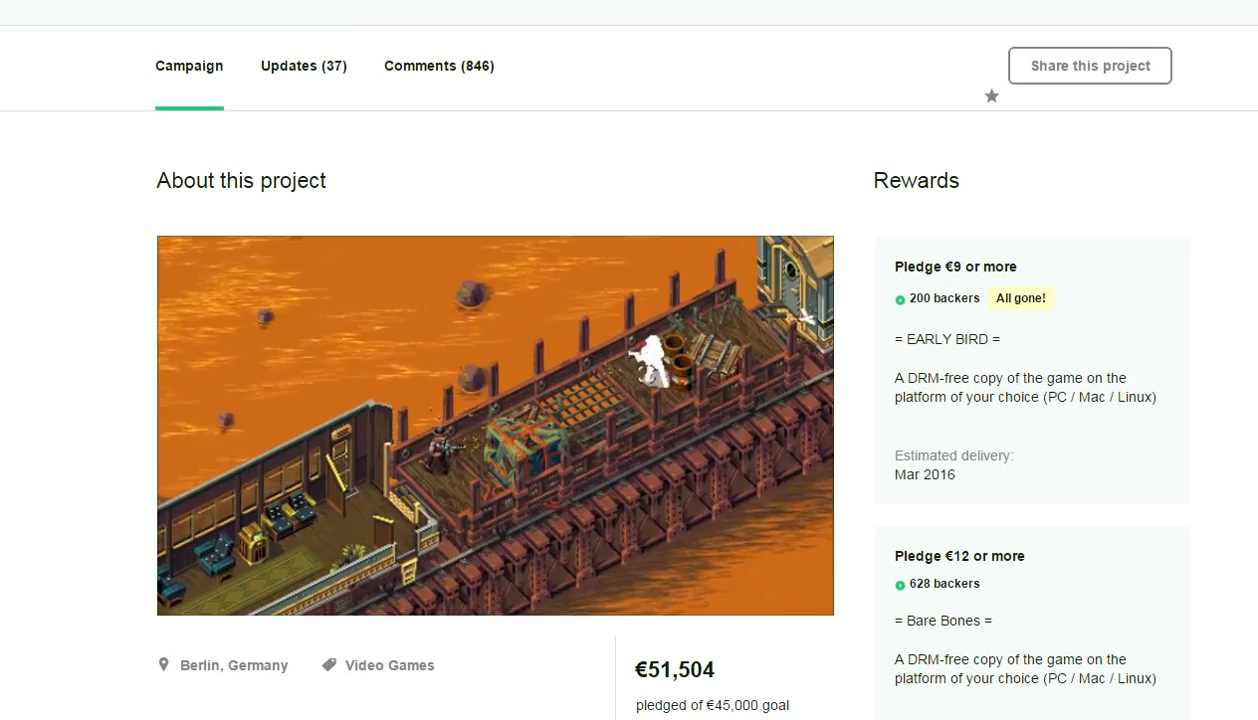 Campaign
Updates (37)
Comments (846)
Share this project
About this project
Rewards
Pledge €9 or more
200 backers All gone!
= EARLY BIRD =
A DRM-free copy of the game on the
platform of your choice (PC / Mac / Linux)
Estimated delivery:
Mar 2016
Pledge €12 or more
628 backers
= Bare Bones =
A DRM-free copy of the game on the
platform of your choice (PC / Mac / Linux)
Berlin, Germany
Video Games
€51,504
pledged of €45,000 goal